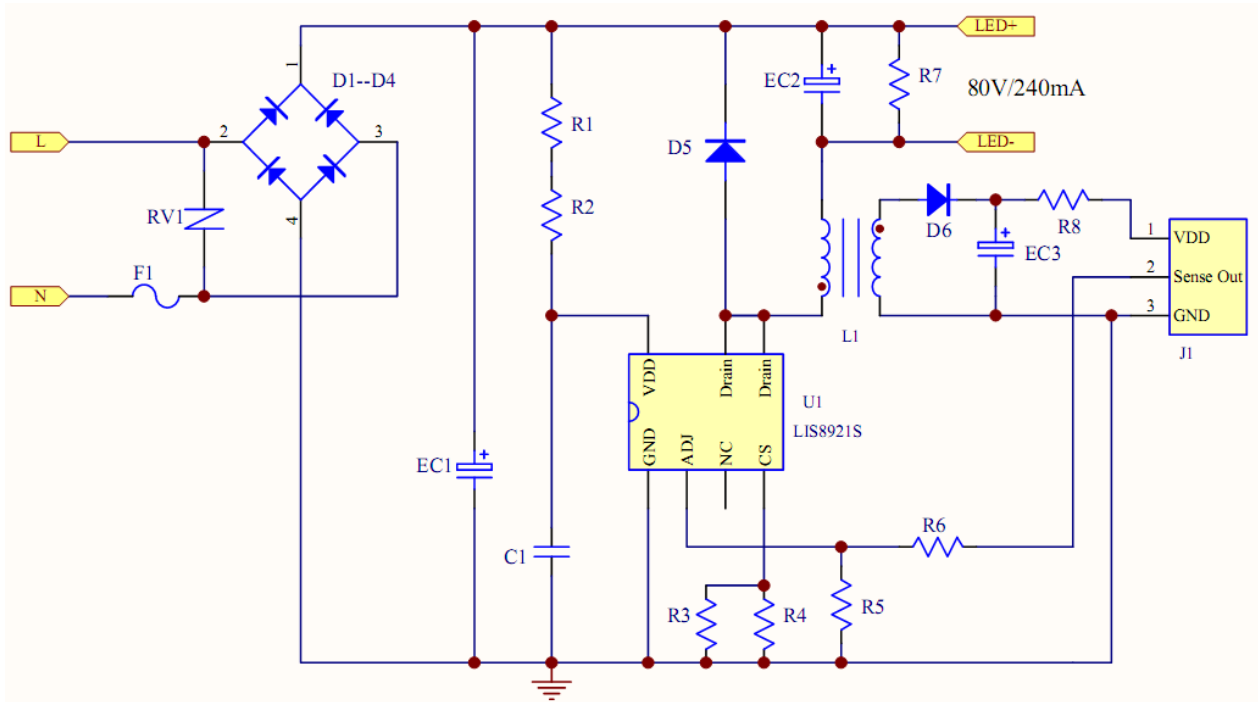 LED+
1
D1--D4
EC2
+
R7
80V/240mA
R1
L
2
3
D5
LED-
RV1
4
R2
D6
+
EC3
R8
1
VDD
F1
2
Sense Out
N
3
GND
L1
J1
VDD
Drain
Drain
U1
LIS8921S
EC1
+
GND
ADJ
NC
CS
R6
C1
R3
R4
R5